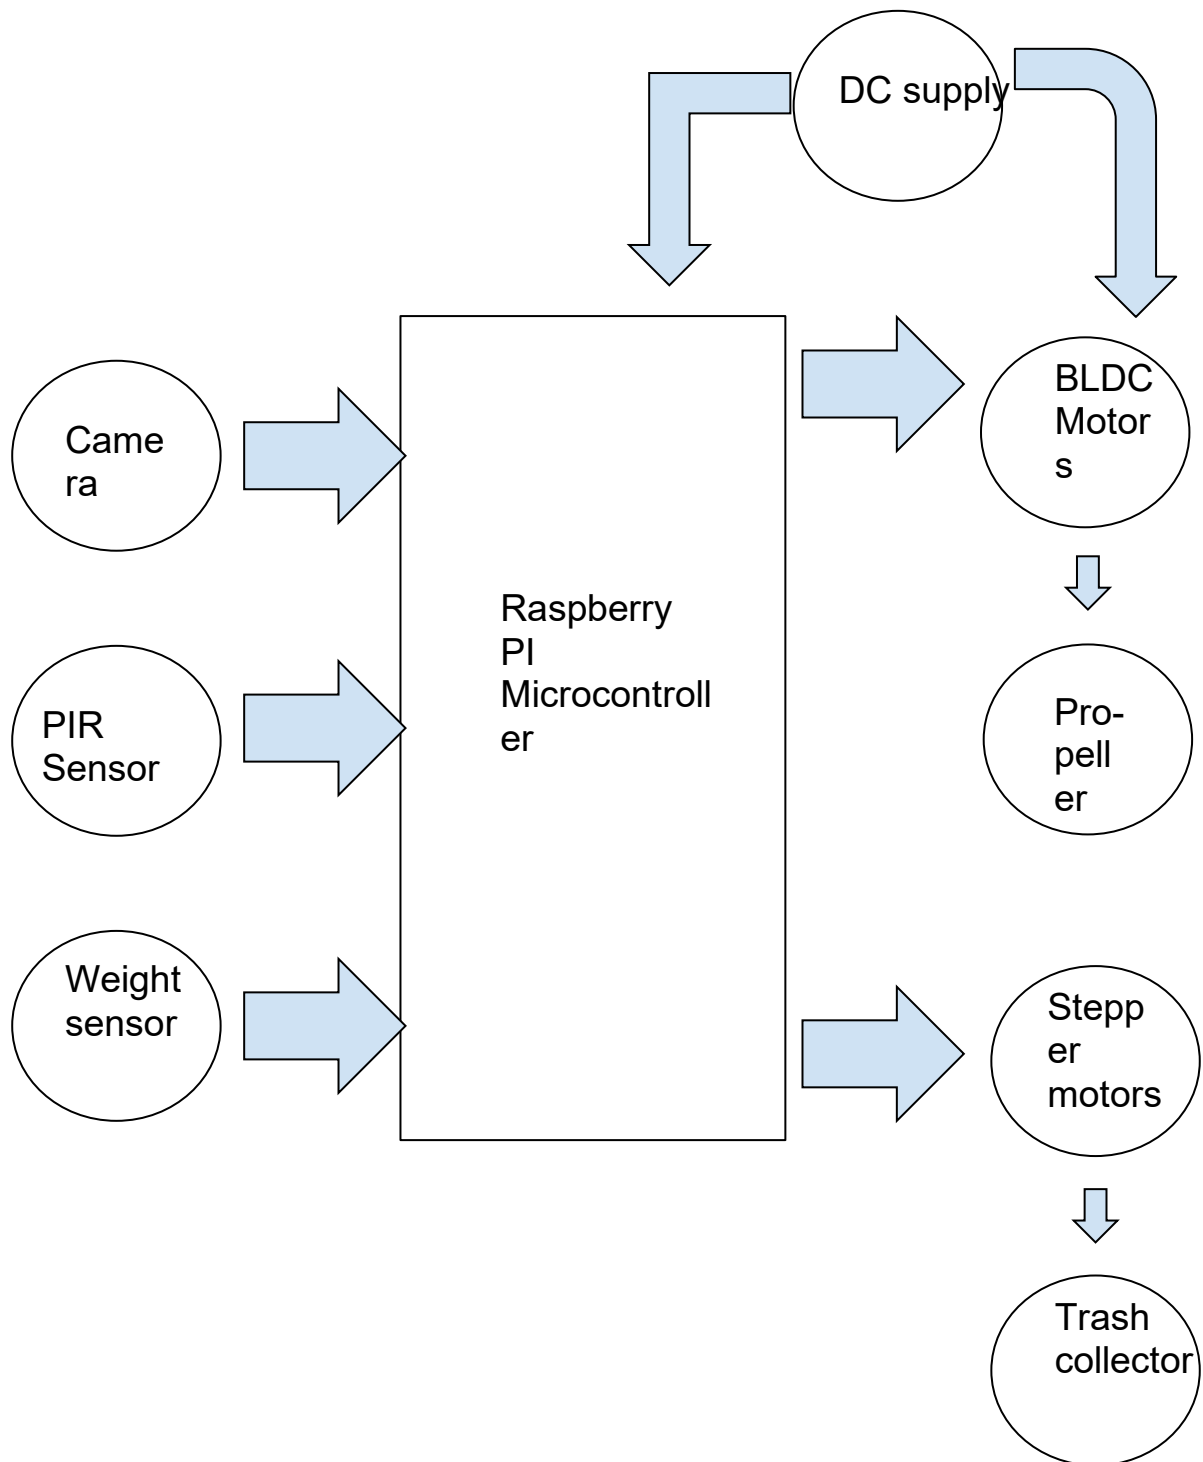 DC supply
BLDC
Motor
s
Came
ra
Raspberry
PI
Microcontroll
er
PIR
Sensor
Pro-
pell
er
Weight
sensor
Stepp
er
motors
Trash
collector